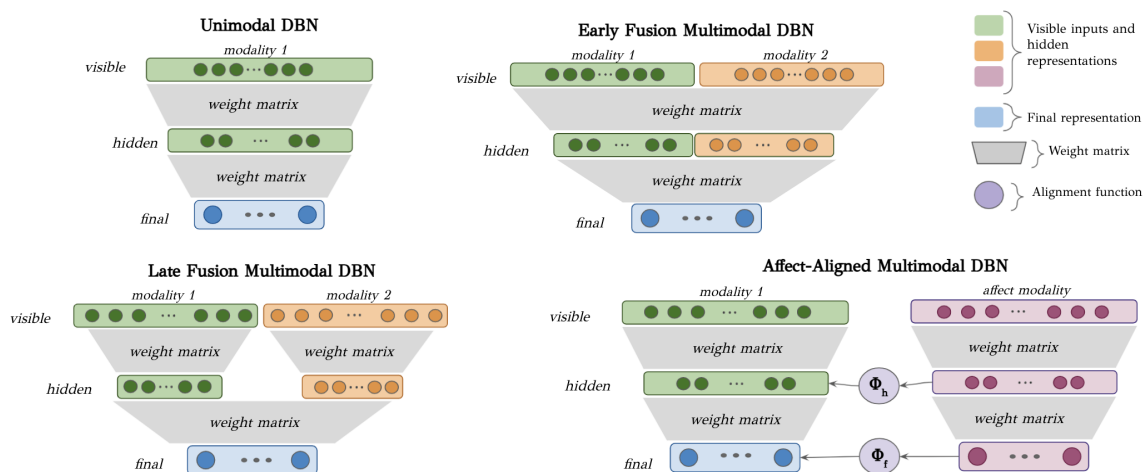 Unimodal DBN
modality 1
visible
weight matrix
hidden
weight matrix
final
Early Fusion Multimodal DBN
modality 1
modality 2
visible
weight matrix
hidden
weight matrix
final
Visible inputs and
hidden
representations
Final representation
Weight matrix
Alignment function
Late Fusion Multimodal DBN
modality 1
modality 2
visible
weight matrix
weight matrix
hidden
weight matrix
final
Affect-Aligned Multimodal DBN
modality 1
affect modality
visible
weight matrix
weight matrix
hidden
Φh
weight matrix
weight matrix
final
Φf